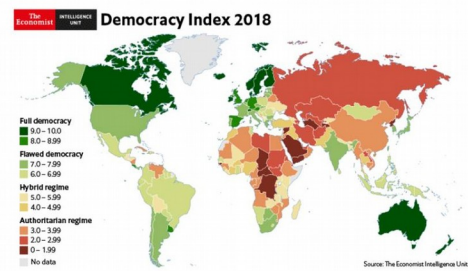 The
Economist
INTELLIGENCE
UNIT
Democracy Index 2018
Full democracy
9.0 – 10.0
8.0 – 8.99
Flawed democracy
7.0 – 7.99
6.0 – 6.99
Hybrid regime
5.0 – 5.99
4.0 – 4.99
Authoritarian regime
3.0 – 3.99
2.0 – 2.99
0 – 1.99
No data
Source: The Economist Intelligence Unit